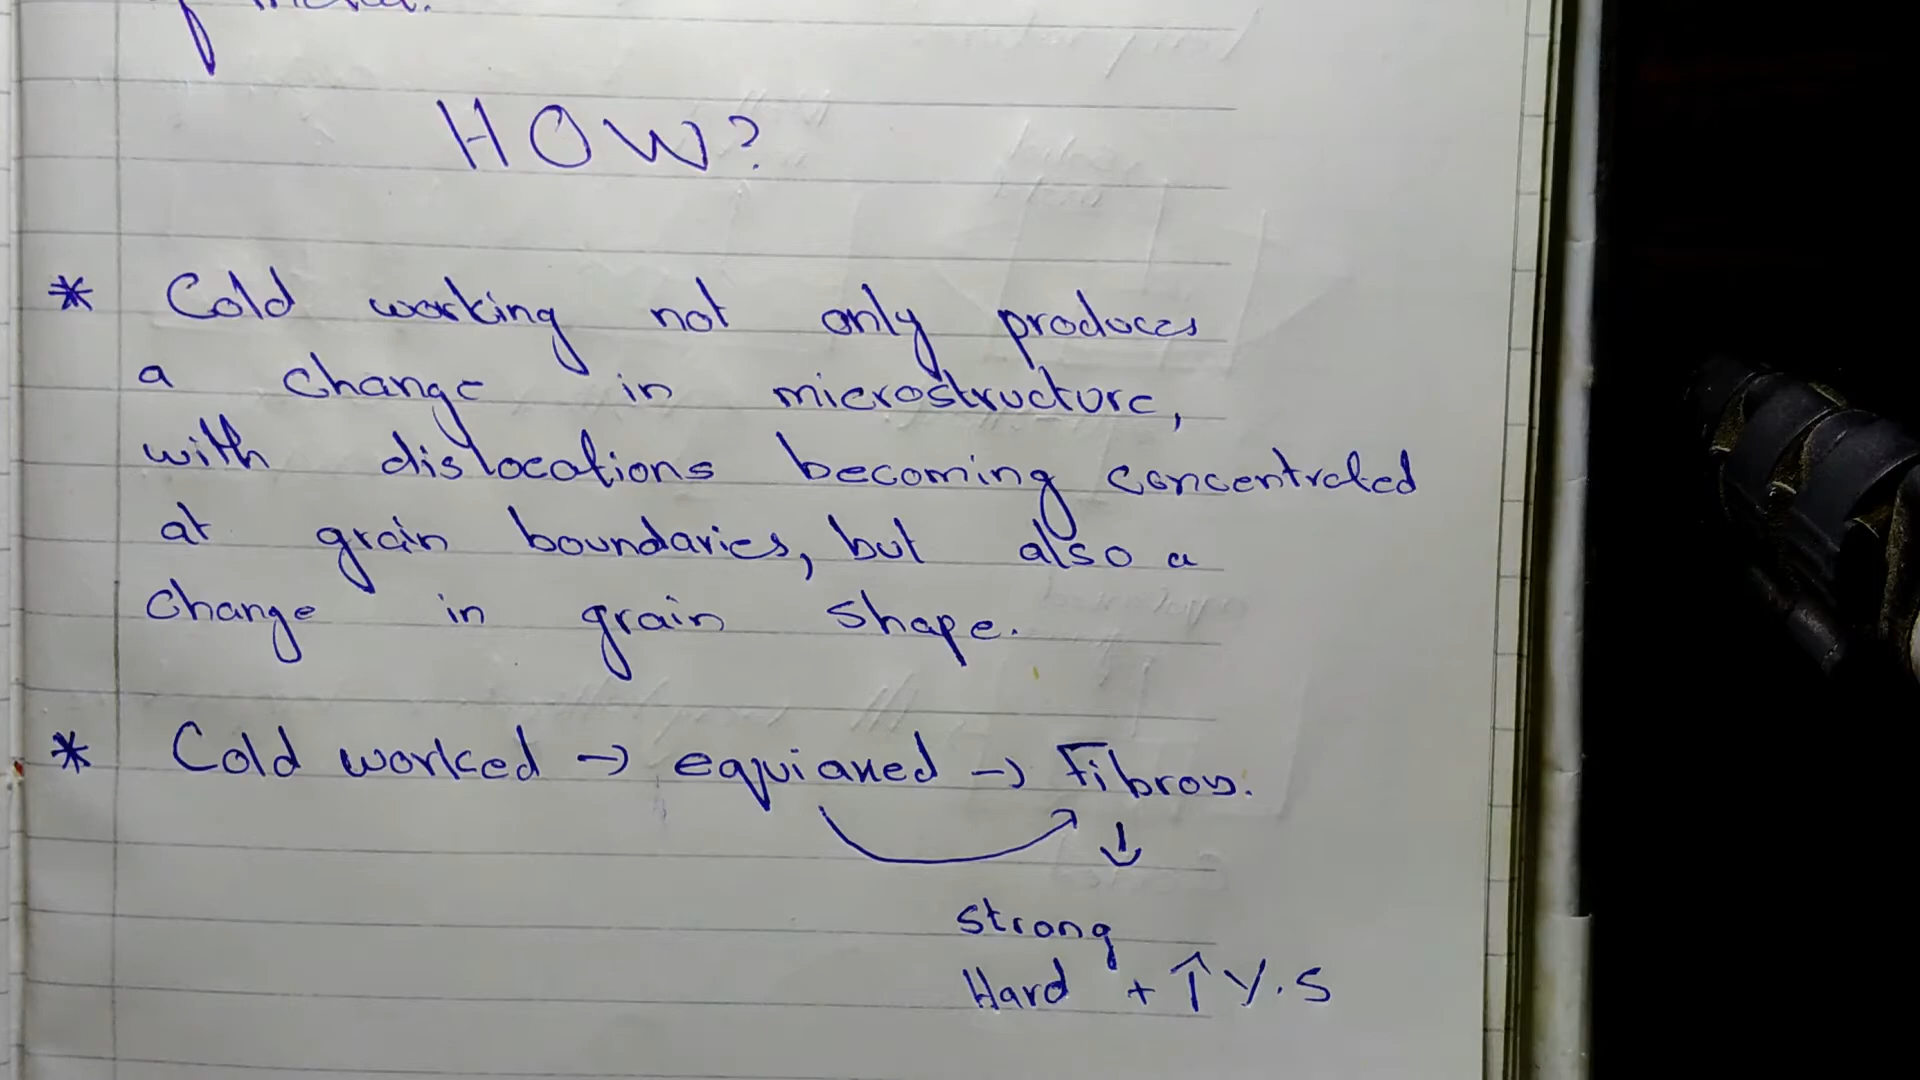 HOW?
* Cold working not only produces
a change in microstructure,
with dislocations becoming concentrated
at grain boundaries, but also a
change in grain shape.
* Cold worked → equiaxed → Fibrous.
↓
Strong
Hard + ↑ Y.S